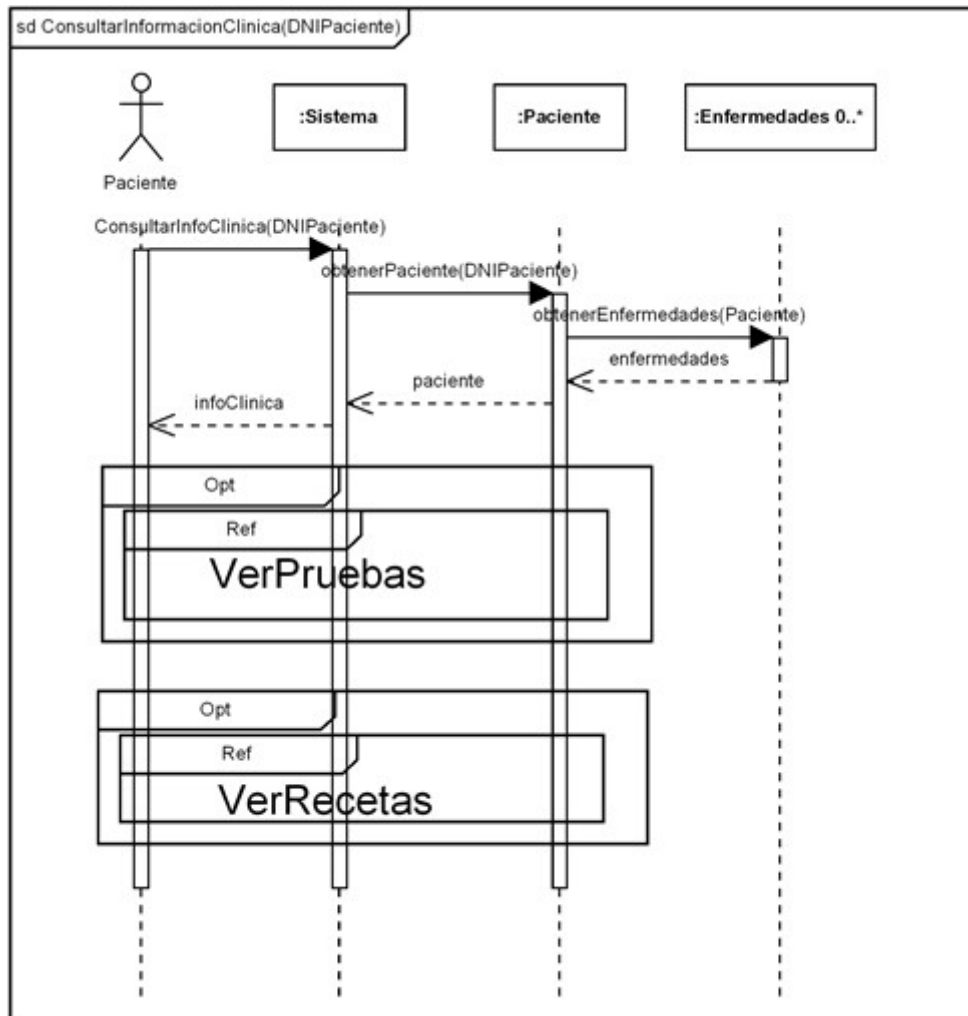 sd ConsultarInformacionClinica(DNIPaciente)
:Sistema
:Paciente
:Enfermedades 0..*
Paciente
ConsultarInfoClinica(DNIPaciente)
obtenerPaciente(DNIPaciente)
obtenerEnfermedades(Paciente)
enfermedades
paciente
infoClinica
Opt
Ref
VerPruebas
Opt
Ref
VerRecetas